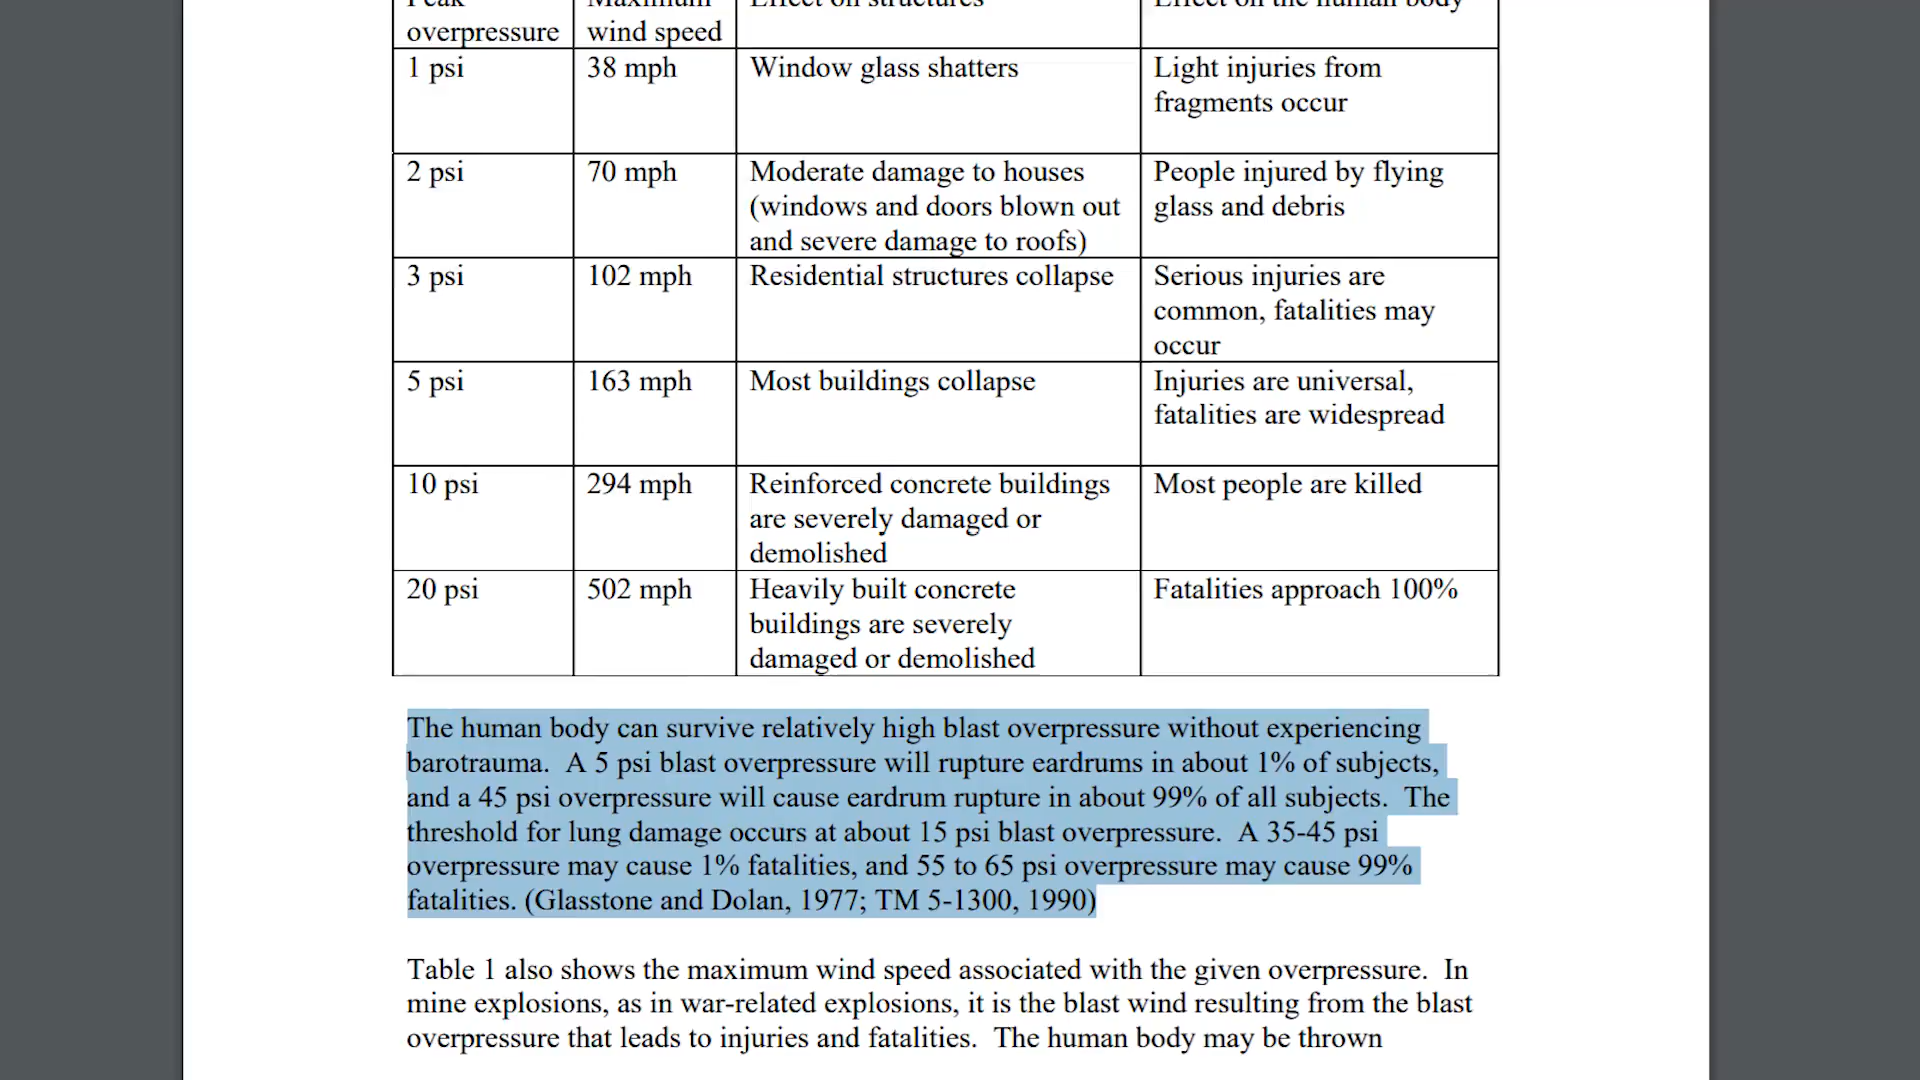 Peak
overpressure
Maximum
wind speed
Effect on structures
Effect on the human body
1 psi
38 mph
Window glass shatters
Light injuries from
fragments occur
2 psi
70 mph
Moderate damage to houses
(windows and doors blown out
and severe damage to roofs)
People injured by flying
glass and debris
3 psi
102 mph
Residential structures collapse
Serious injuries are
common, fatalities may
occur
5 psi
163 mph
Most buildings collapse
Injuries are universal,
fatalities are widespread
10 psi
294 mph
Reinforced concrete buildings
are severely damaged or
demolished
Most people are killed
20 psi
502 mph
Heavily built concrete
buildings are severely
damaged or demolished
Fatalities approach 100%
The human body can survive relatively high blast overpressure without experiencing
barotrauma.  A 5 psi blast overpressure will rupture eardrums in about 1% of subjects,
and a 45 psi overpressure will cause eardrum rupture in about 99% of all subjects.  The
threshold for lung damage occurs at about 15 psi blast overpressure.  A 35-45 psi
overpressure may cause 1% fatalities, and 55 to 65 psi overpressure may cause 99%
fatalities. (Glasstone and Dolan, 1977; TM 5-1300, 1990)
Table 1 also shows the maximum wind speed associated with the given overpressure.  In
mine explosions, as in war-related explosions, it is the blast wind resulting from the blast
overpressure that leads to injuries and fatalities.  The human body may be thrown